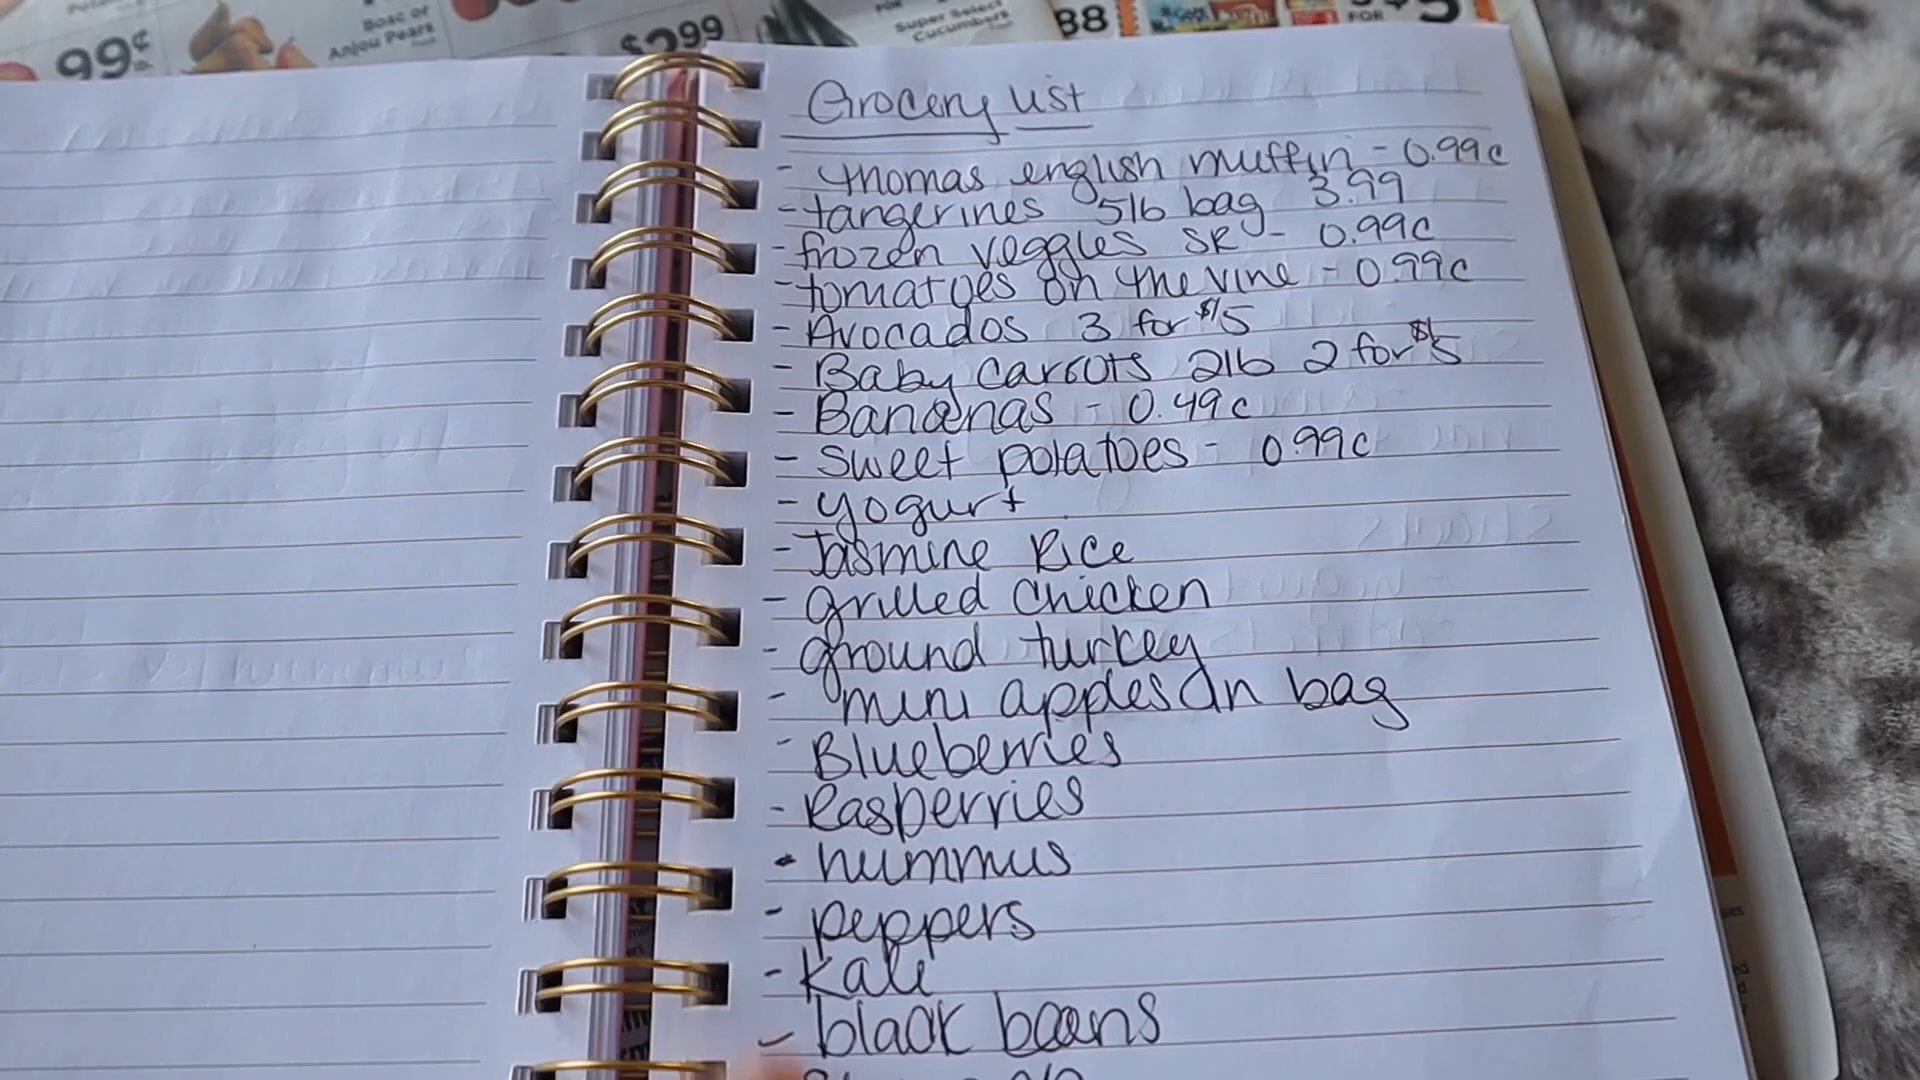 99¢
Bosc or
Anjou Pears
$2.99
Super Select
Cucumbers
88
FOR
$5
Grocery List
- Thomas english muffin - 0.99c
- tangerines 5lb bag 3.99
- frozen veggies SR - 0.99c
- tomatoes on the vine - 0.99c
- Avocados 3 for $5
- Baby carrots 2lb 2 for $5
- Bananas - 0.49c
- sweet potatoes - 0.99c
- yogurt
- Jasmine Rice
- grilled chicken
- ground turkey
- mini apples in bag
- Blueberries
- Rasperries
- hummus
- peppers
- Kale
- black beans